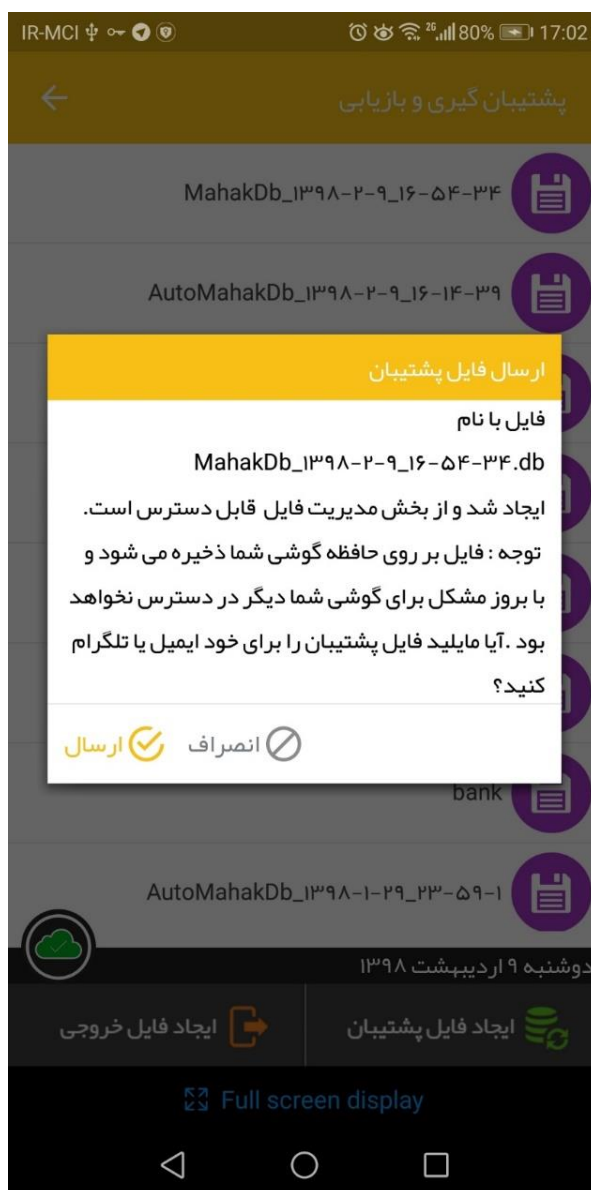 IR-MCI 26 80% 17:02
پشتیبان گیری و بازیابی
MahakDb_۱۳۹۸-۲-۹_۱۶-۵۴-۳۴
AutoMahakDb_۱۳۹۸-۲-۹_۱۶-۱۴-۳۹
ارسال فایل پشتیبان
فایل با نام
MahakDb_۱۳۹۸-۲-۹_۱۶-۵۴-۳۴.db
ایجاد شد و از بخش مدیریت فایل قابل دسترس است.
توجه : فایل بر روی حافظه گوشی شما ذخیره می شود و
با بروز مشکل برای گوشی شما دیگر در دسترس نخواهد
بود .آیا مایلید فایل پشتیبان را برای خود ایمیل یا تلگرام
کنید؟
انصراف ارسال
bank
AutoMahakDb_۱۳۹۸-۱-۲۹_۲۳-۵۹-۱
دوشنبه ۹ اردیبهشت ۱۳۹۸
ایجاد فایل پشتیبان ایجاد فایل خروجی
Full screen display